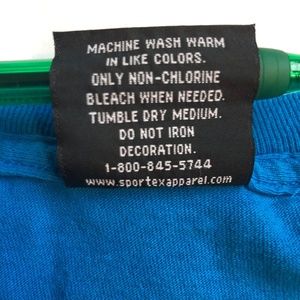 MACHINE WASH WARM
IN LIKE COLORS.
ONLY NON-CHLORINE
BLEACH WHEN NEEDED.
TUMBLE DRY MEDIUM.
DO NOT IRON
DECORATION.
1-800-845-5744
www.sportexapparel.com